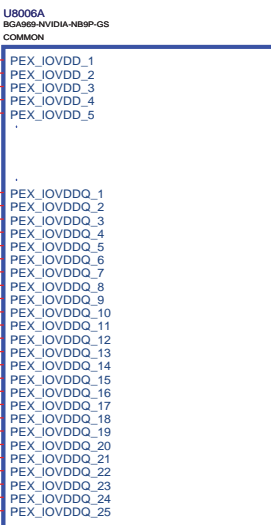 U8006A
BGA969-NVIDIA-NB9P-GS
COMMON
PEX_IOVDD_1
PEX_IOVDD_2
PEX_IOVDD_3
PEX_IOVDD_4
PEX_IOVDD_5
PEX_IOVDDQ_1
PEX_IOVDDQ_2
PEX_IOVDDQ_3
PEX_IOVDDQ_4
PEX_IOVDDQ_5
PEX_IOVDDQ_6
PEX_IOVDDQ_7
PEX_IOVDDQ_8
PEX_IOVDDQ_9
PEX_IOVDDQ_10
PEX_IOVDDQ_11
PEX_IOVDDQ_12
PEX_IOVDDQ_13
PEX_IOVDDQ_14
PEX_IOVDDQ_15
PEX_IOVDDQ_16
PEX_IOVDDQ_17
PEX_IOVDDQ_18
PEX_IOVDDQ_19
PEX_IOVDDQ_20
PEX_IOVDDQ_21
PEX_IOVDDQ_22
PEX_IOVDDQ_23
PEX_IOVDDQ_24
PEX_IOVDDQ_25